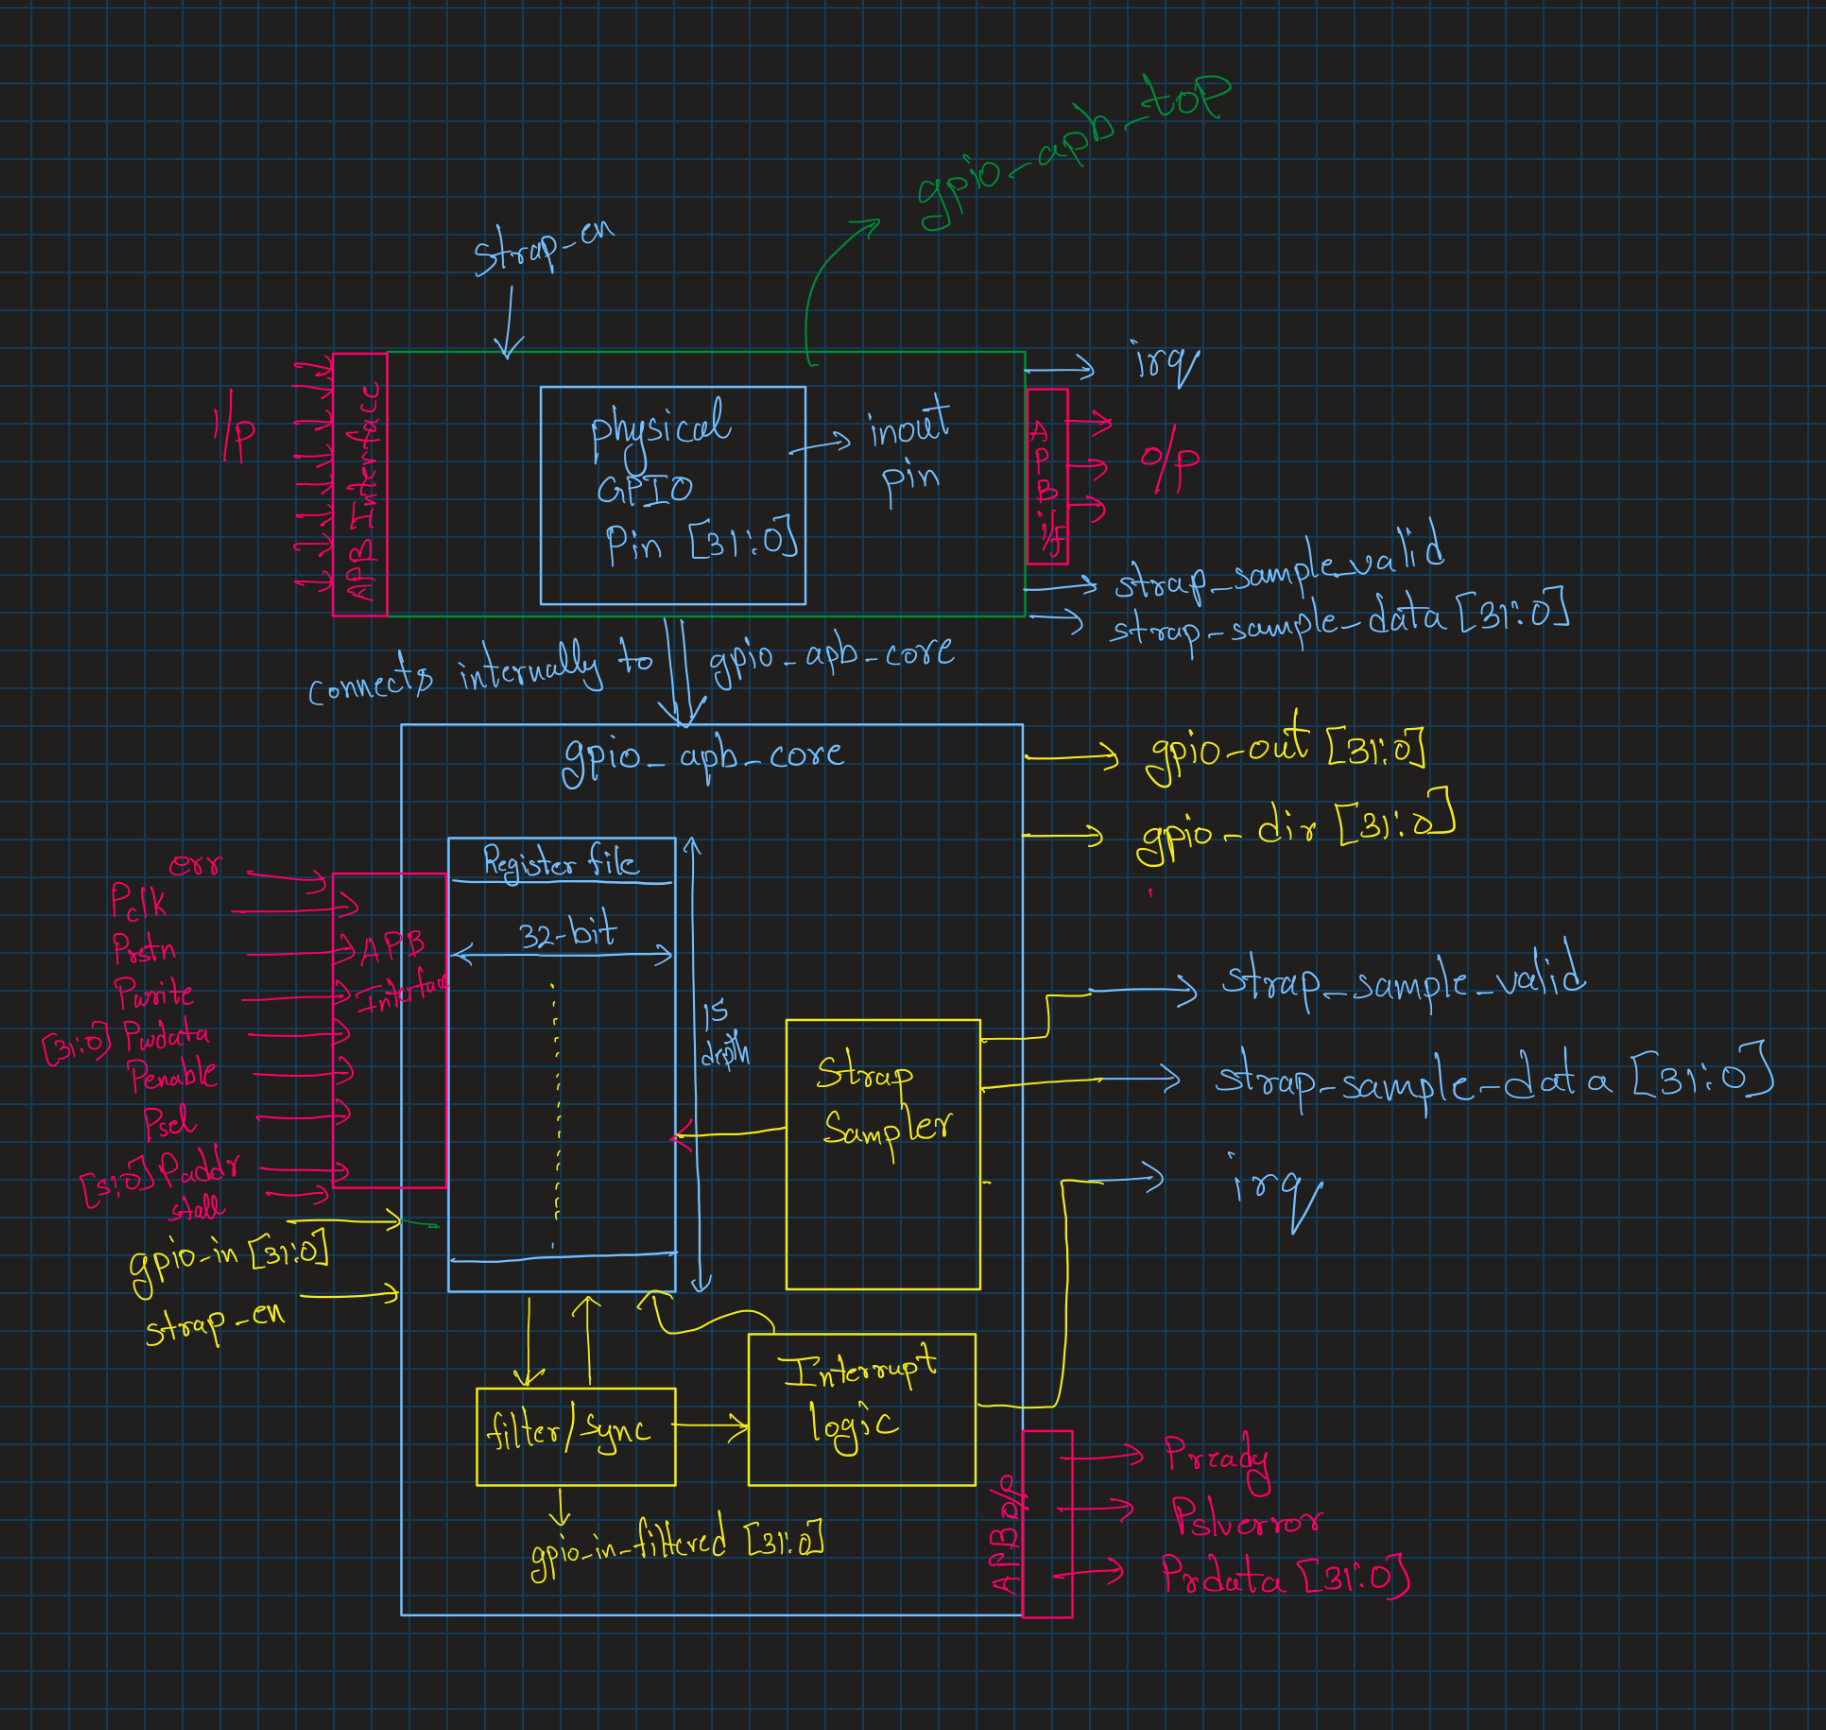 gpio-apb-top
strap-en
irq
I/P
APB Interface
physical
GPIO
Pin [31:0]
inout
pin
APB i/f
O/P
strap_sample_valid
strap-sample-data [31:0]
connects internally to
gpio-apb-core
gpio_apb-core
gpio-out [31:0]
gpio-dir [31:0]
Register file
32-bit
15
depth
err
Pclk
Prstn
Pwrite
[31:0] Pwdata
Penable
Psel
[5:0] Paddr
stall
APB
Interface
gpio-in [31:0]
strap-en
Strap
Sampler
strap_sample_valid
strap-sample-data [31:0]
irq
filter/sync
Interrupt
logic
gpio-in-filtered [31:0]
APB O/P
Pready
Pslverror
Prdata [31:0]